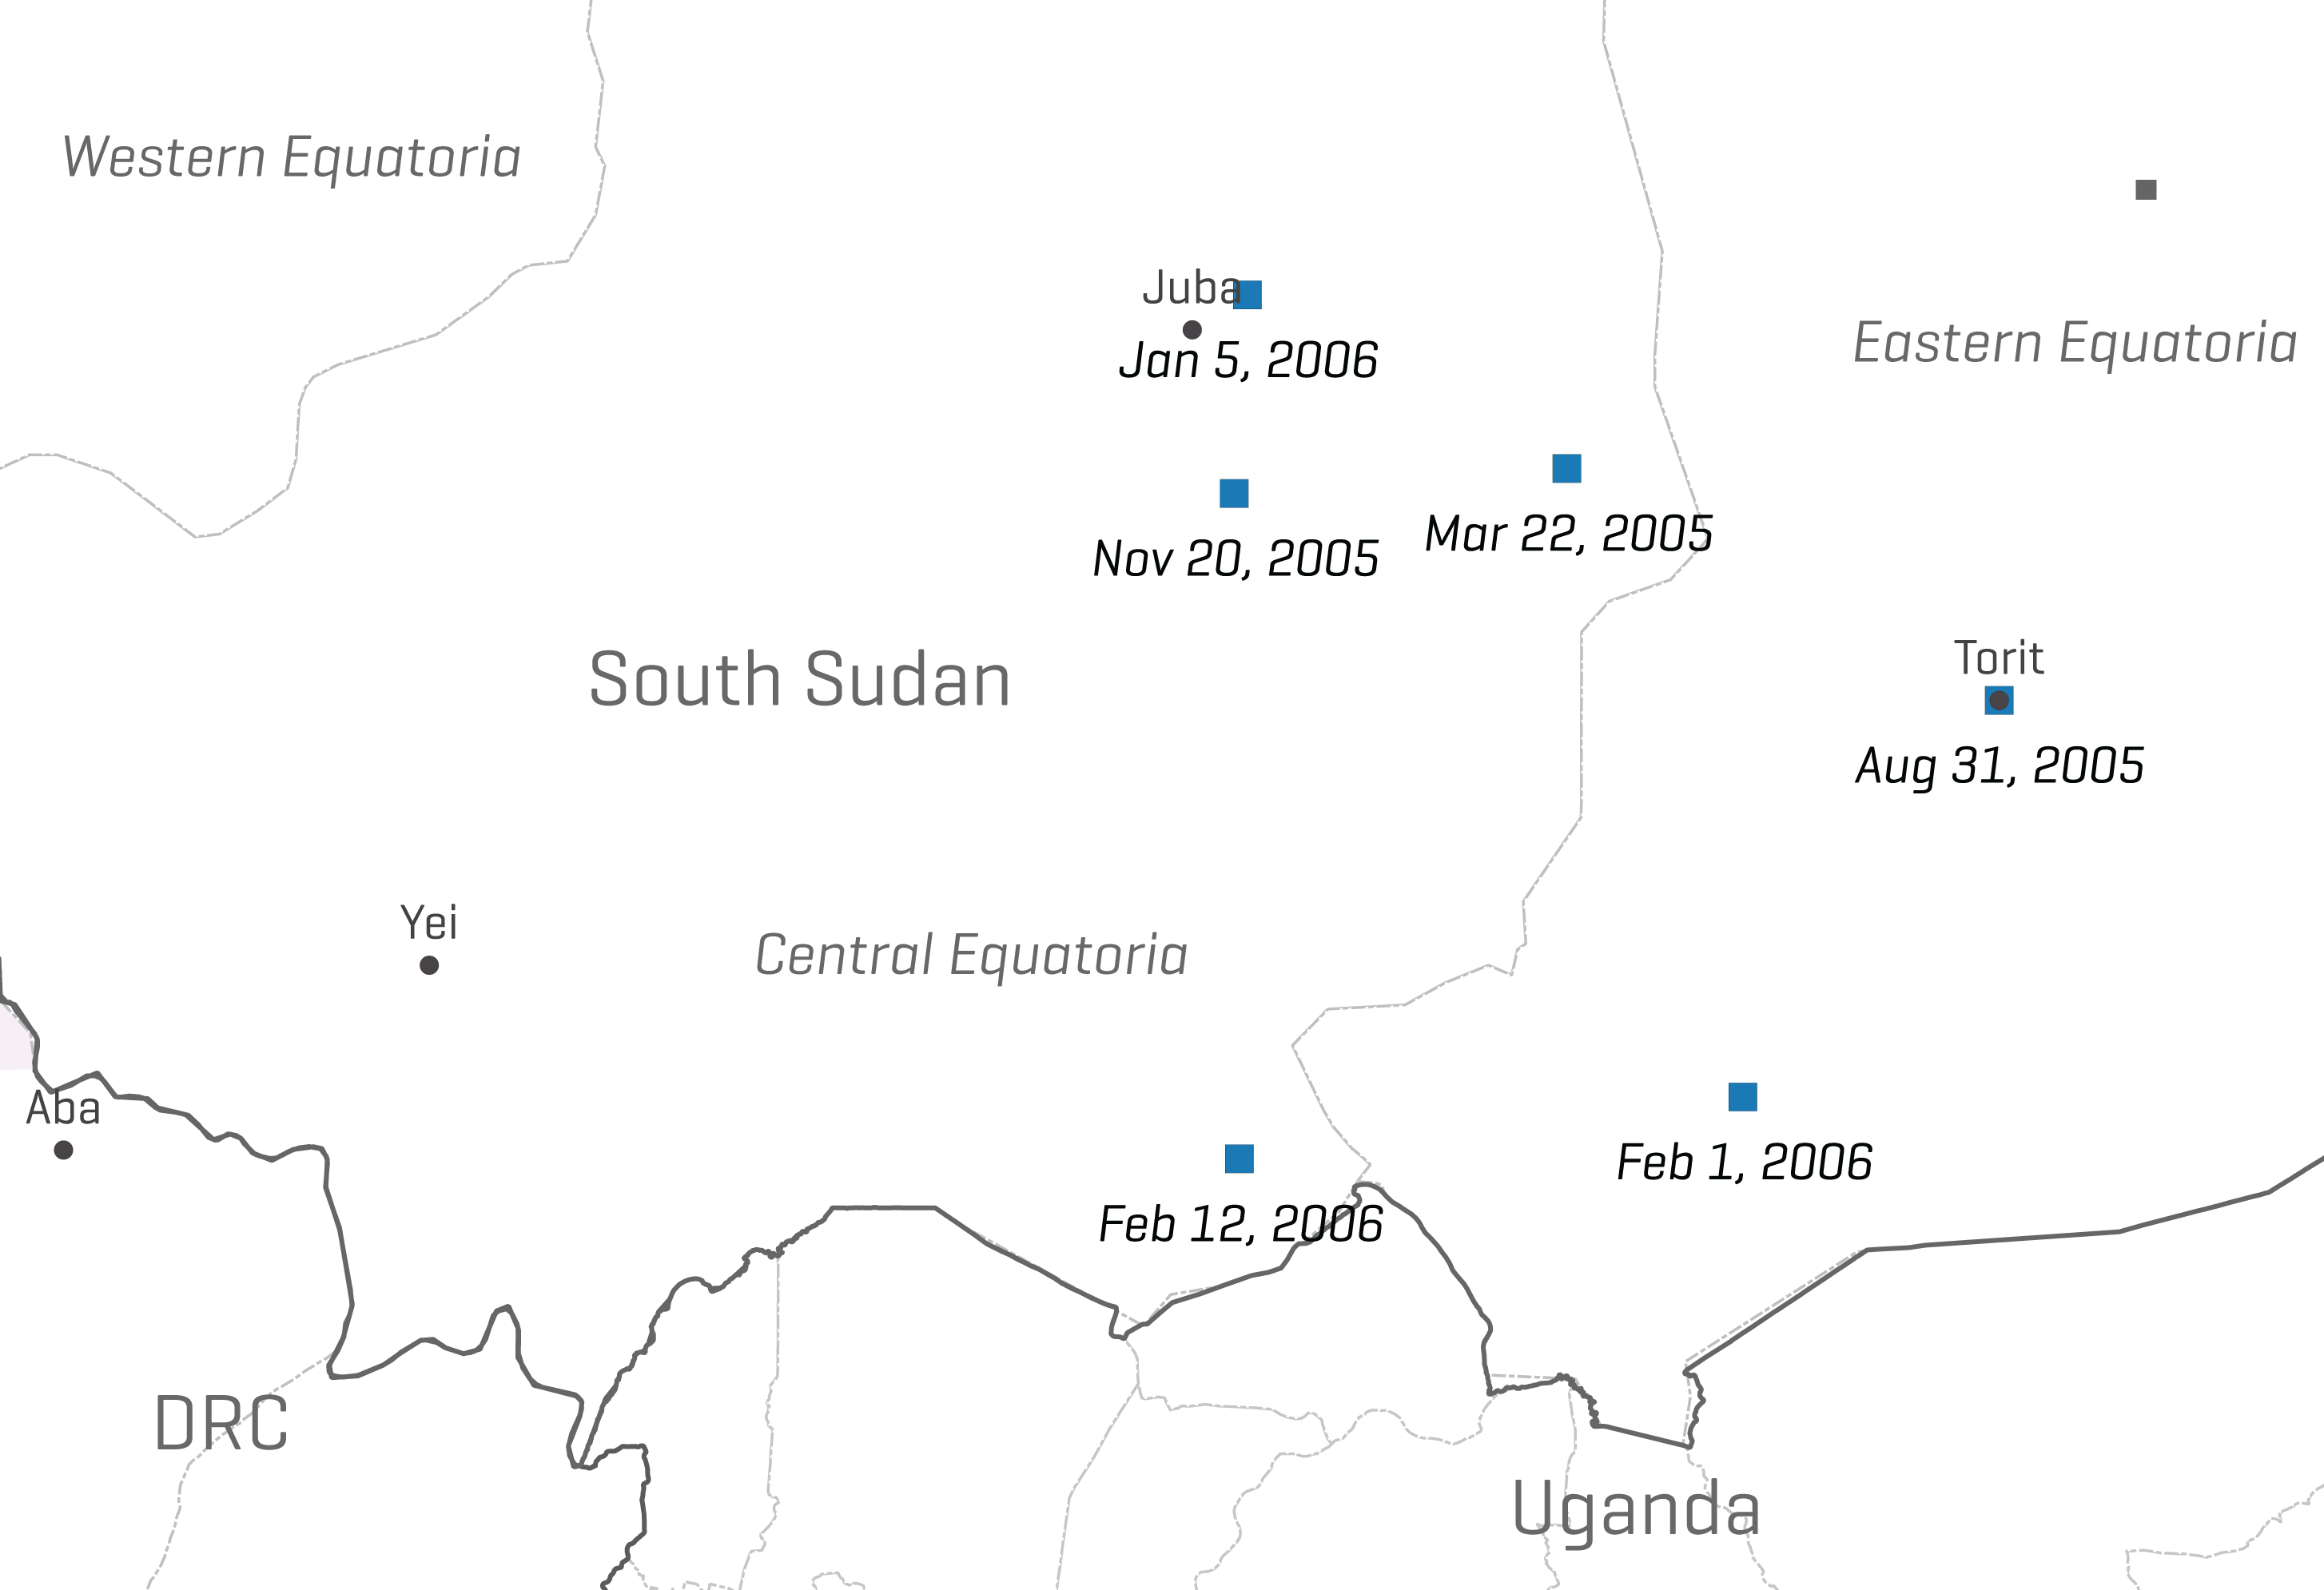 Western Equatoria
Juba
Jan 5, 2006
Eastern Equatoria
Nov 20, 2005
Mar 22, 2005
South Sudan
Torit
Aug 31, 2005
Yei
Central Equatoria
Aba
Feb 1, 2006
Feb 12, 2006
DRC
Uganda